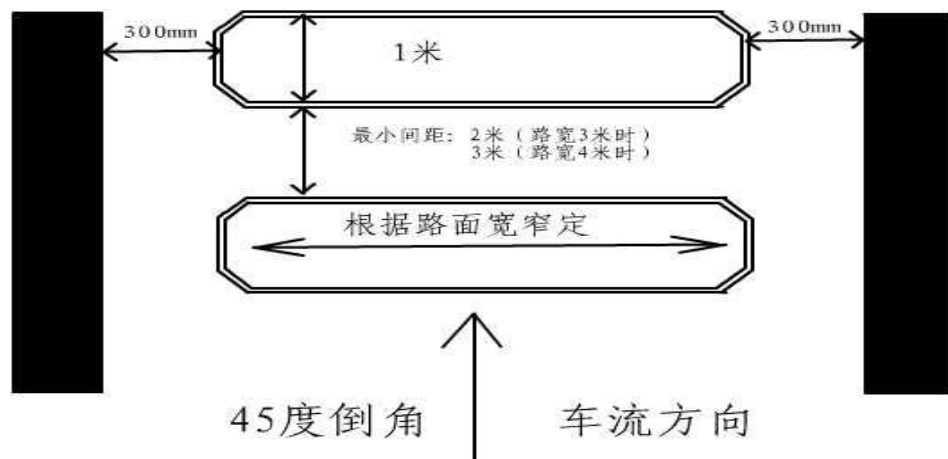 300mm
300mm
1米
最小间距: 2米（路宽3米时）
3米（路宽4米时）
根据路面宽窄定
45度倒角
车流方向